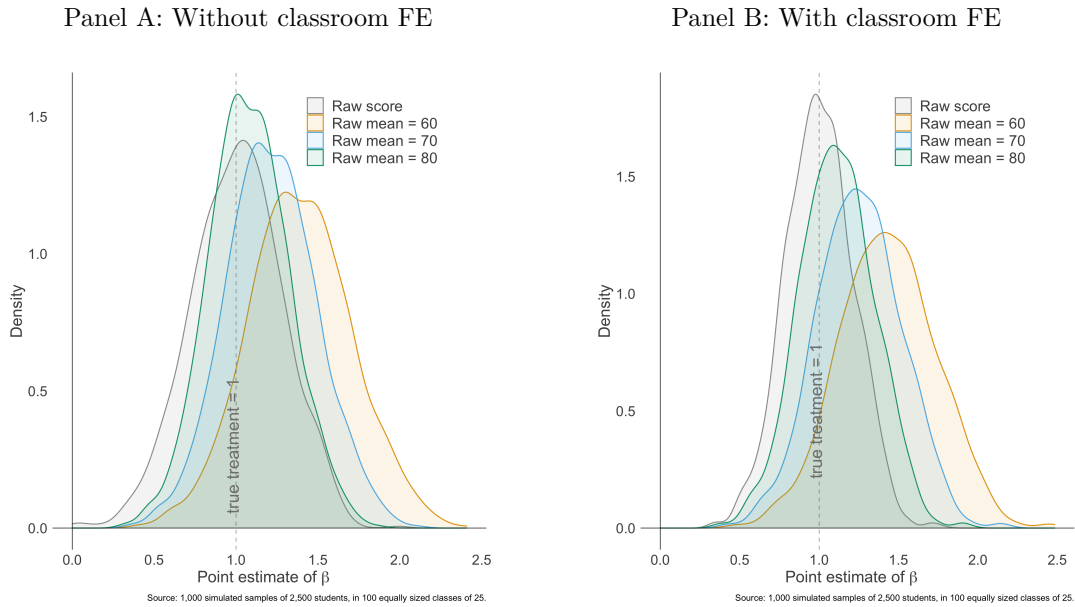 Panel A: Without classroom FE
Raw score
Raw mean = 60
Raw mean = 70
Raw mean = 80
1.5
1.0
0.5
0.0
Density
true treatment = 1
0.0 0.5 1.0 1.5 2.0 2.5
Point estimate of β
Source: 1,000 simulated samples of 2,500 students, in 100 equally sized classes of 25.
Panel B: With classroom FE
Raw score
Raw mean = 60
Raw mean = 70
Raw mean = 80
1.5
1.0
0.5
0.0
Density
true treatment = 1
0.0 0.5 1.0 1.5 2.0 2.5
Point estimate of β
Source: 1,000 simulated samples of 2,500 students, in 100 equally sized classes of 25.